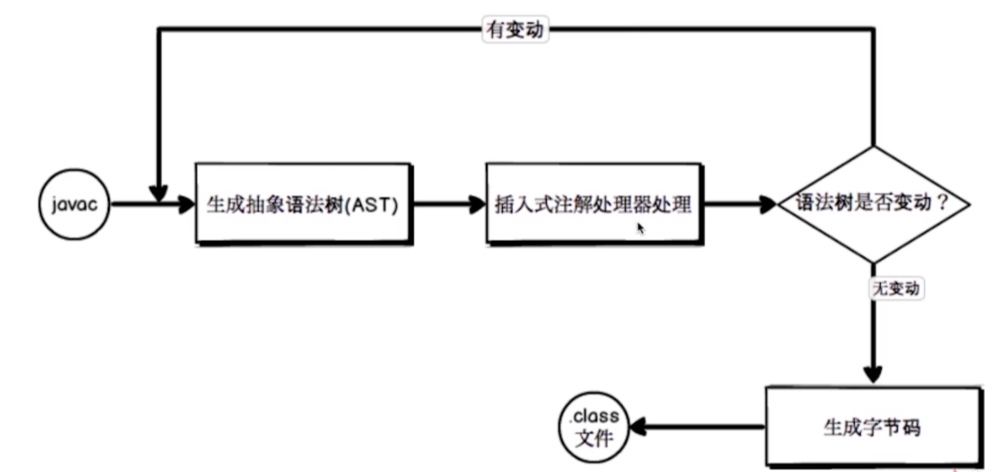 有变动
javac
生成抽象语法树(AST)
插入式注解处理器处理
语法树是否变动？
无变动
.class
文件
生成字节码